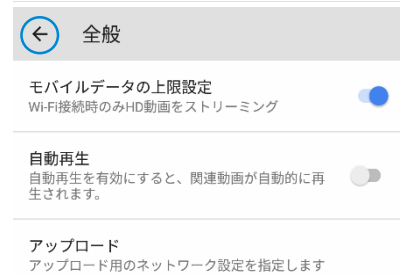 全般
モバイルデータの上限設定
Wi-Fi接続時のみHD動画をストリーミング
自動再生
自動再生を有効にすると、関連動画が自動的に再
生されます。
アップロード
アップロード用のネットワーク設定を指定します